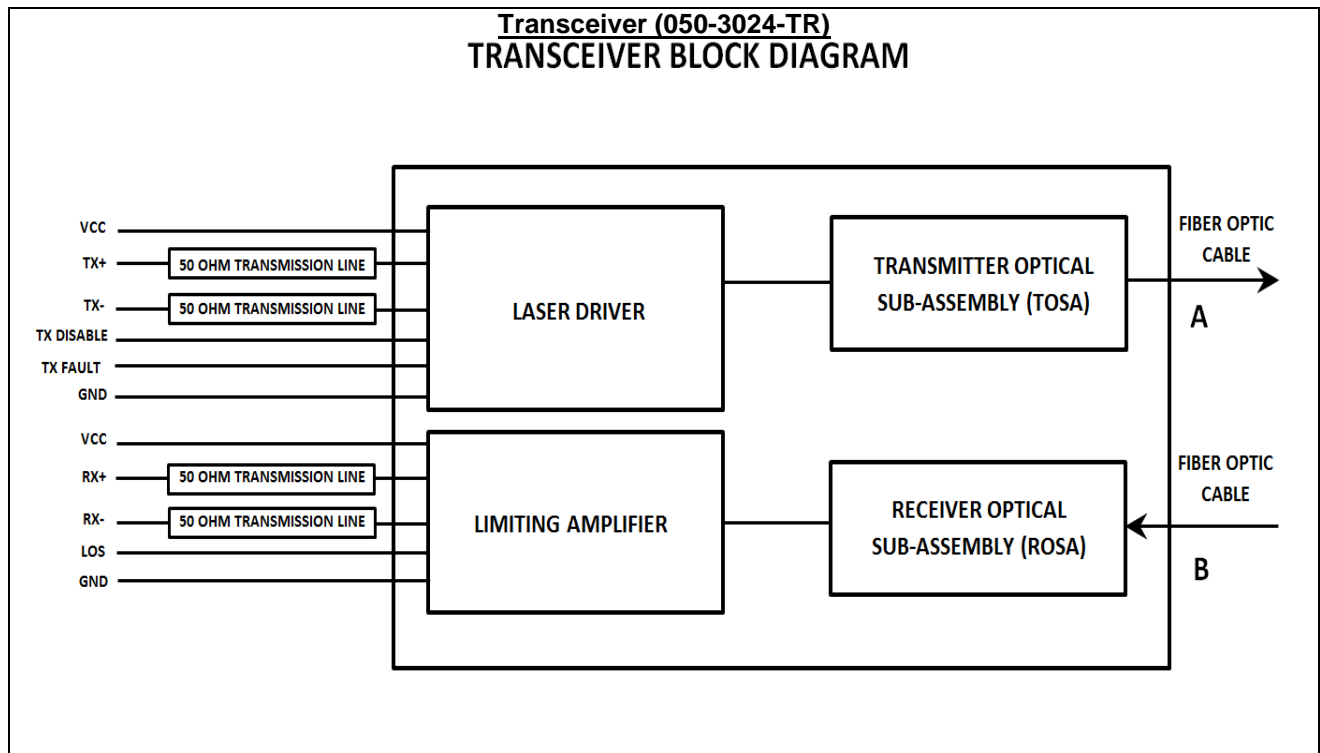 Transceiver (050-3024-TR)
TRANSCEIVER BLOCK DIAGRAM
VCC
TX+
50 OHM TRANSMISSION LINE
TX-
50 OHM TRANSMISSION LINE
TX DISABLE
TX FAULT
GND
LASER DRIVER
TRANSMITTER OPTICAL
SUB-ASSEMBLY (TOSA)
FIBER OPTIC
CABLE
A
VCC
RX+
50 OHM TRANSMISSION LINE
RX-
50 OHM TRANSMISSION LINE
LOS
GND
LIMITING AMPLIFIER
RECEIVER OPTICAL
SUB-ASSEMBLY (ROSA)
FIBER OPTIC
CABLE
B